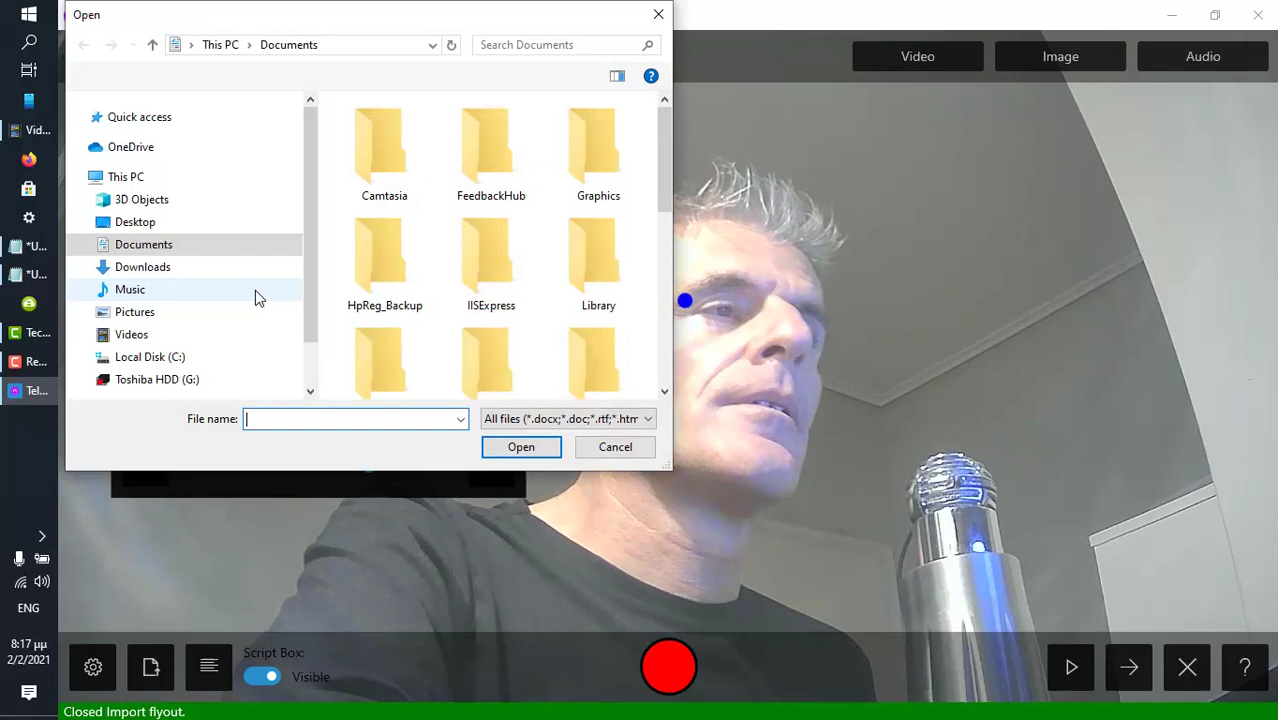 Open
This PC
Documents
Search Documents
Video
Image
Audio
Quick access
OneDrive
This PC
3D Objects
Desktop
Documents
Downloads
Music
Pictures
Videos
Local Disk (C:)
Toshiba HDD (G:)
Camtasia
FeedbackHub
Graphics
HpReg_Backup
IISExpress
Library
File name:
All files (*.docx;*.doc;*.rtf;*.htm
Open
Cancel
Vid...
*U...
*U...
Tec...
Re...
Tel...
ENG
8:17 μμ
2/2/2021
Script Box:
Visible
?
Closed Import flyout.